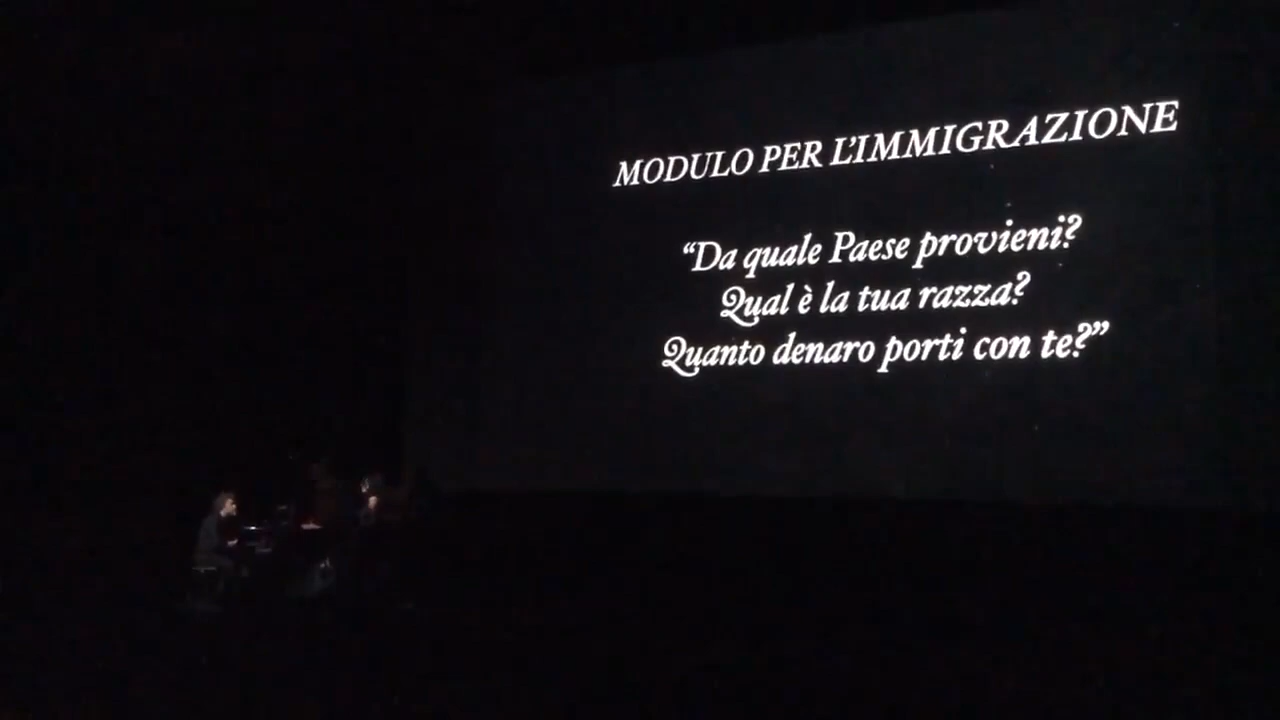 MODULO PER L’IMMIGRAZIONE
“Da quale Paese provieni?
Qual è la tua razza?
Quanto denaro porti con te?”